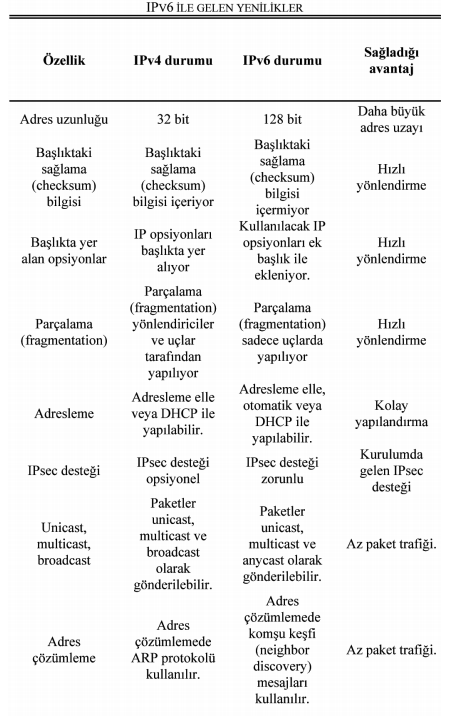 IPv6 İLE GELEN YENİLİKLER
Özellik
IPv4 durumu
IPv6 durumu
Sağladığı
avantaj
Adres uzunluğu
32 bit
128 bit
Daha büyük
adres uzayı
Başlıktaki
sağlama
(checksum)
bilgisi
Başlıktaki
sağlama
(checksum)
bilgisi içeriyor
Başlıktaki
sağlama
(checksum)
bilgisi
içermiyor
Hızlı
yönlendirme
Başlıkta yer
alan opsiyonlar
IP opsiyonları
başlıkta yer
alıyor
Kullanılacak IP
opsiyonları ek
başlık ile
ekleniyor.
Hızlı
yönlendirme
Parçalama
(fragmentation)
Parçalama
(fragmentation)
yönlendiriciler
ve uçlar
tarafından
yapılıyor
Parçalama
(fragmentation)
sadece uçlarda
yapılıyor
Hızlı
yönlendirme
Adresleme
Adresleme elle
veya DHCP ile
yapılabilir.
Adresleme elle,
otomatik veya
DHCP ile
yapılabilir.
Kolay
yapılandırma
IPsec desteği
IPsec desteği
opsiyonel
IPsec desteği
zorunlu
Kurulumda
gelen IPsec
desteği
Unicast,
multicast,
broadcast
Paketler
unicast,
multicast ve
broadcast
olarak
gönderilebilir.
Paketler
unicast,
multicast ve
anycast olarak
gönderilebilir.
Az paket trafiği.
Adres
çözümleme
Adres
çözümlemede
ARP protokolü
kullanılır.
Adres
çözümlemede
komşu keşfi
(neighbor
discovery)
mesajları
kullanılır.
Az paket trafiği.